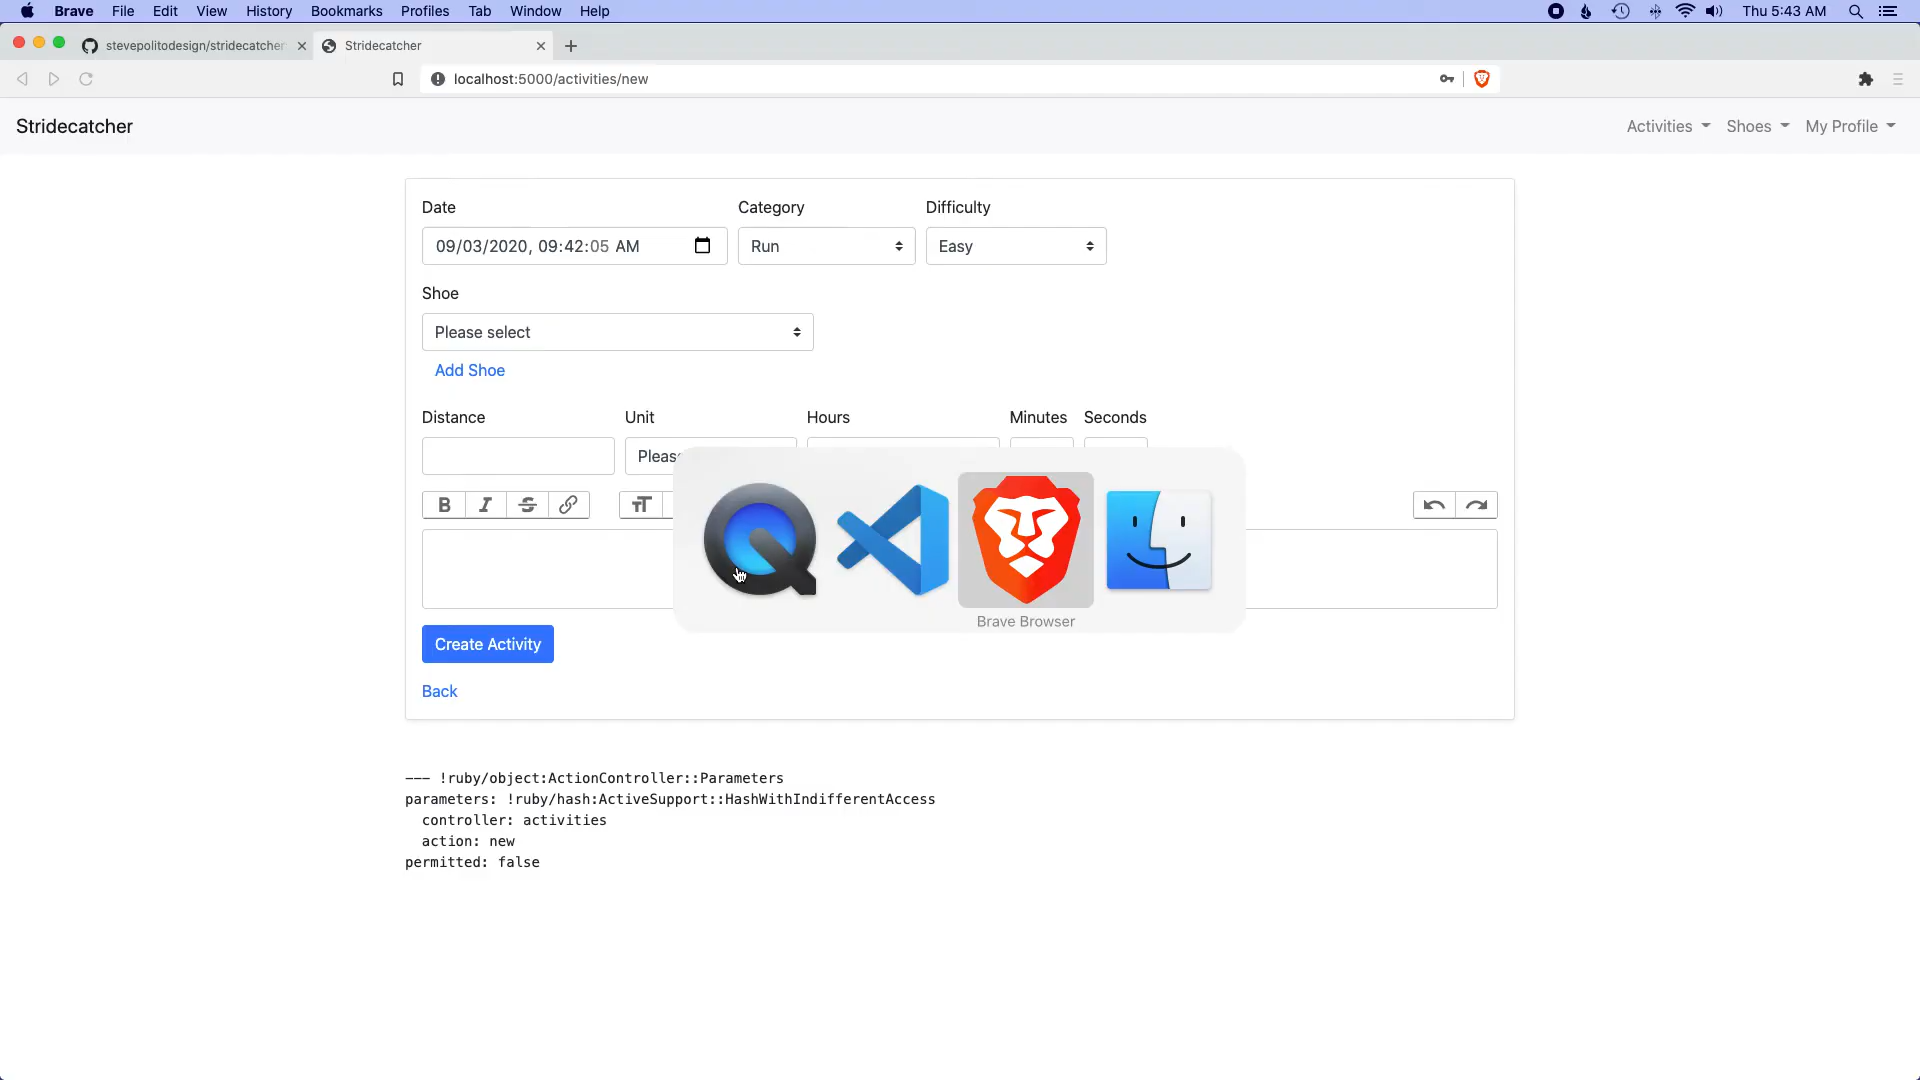 Brave File Edit View History Bookmarks Profiles Tab Window Help Thu 5:43 AM
stevepolitodesign/stridecatcher Stridecatcher
localhost:5000/activities/new
Stridecatcher Activities Shoes My Profile
Date Category Difficulty
09/03/2020, 09:42:05 AM Run Easy
Shoe
Please select
Add Shoe
Distance Unit Hours Minutes Seconds
Pleas
B I S
Brave Browser
Create Activity
Back
--- !ruby/object:ActionController::Parameters
parameters: !ruby/hash:ActiveSupport::HashWithIndifferentAccess
controller: activities
action: new
permitted: false